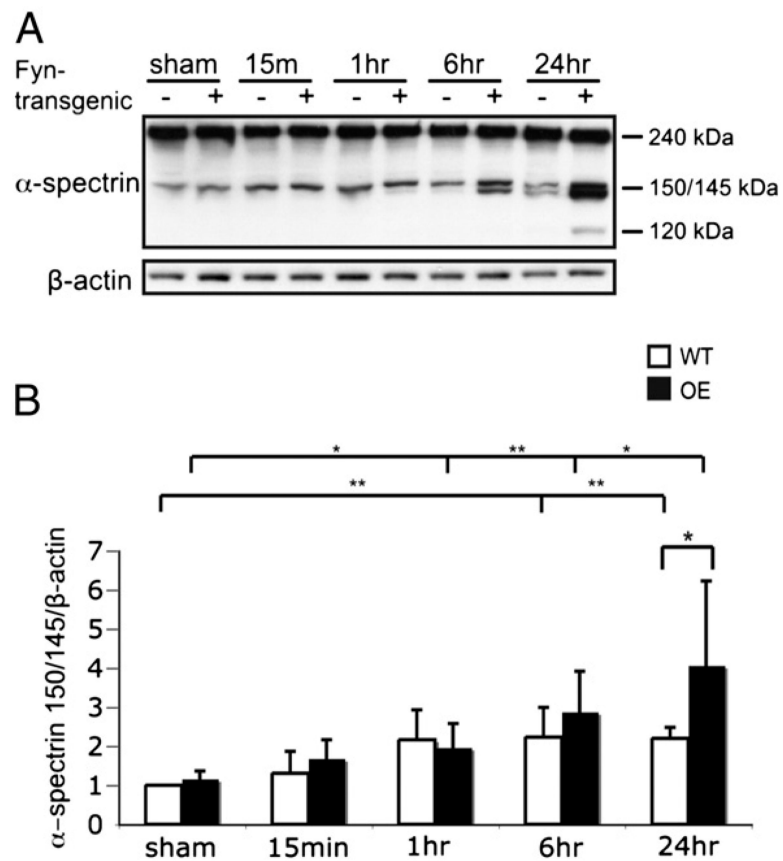 A
Fyn-
transgenic
sham 15m 1hr 6hr 24hr
- + - + - + - + - +
α-spectrin
240 kDa
150/145 kDa
120 kDa
β-actin
WT
OE
B
* ** *
** **
*
α–spectrin 150/145/β-actin
7
6
5
4
3
2
1
0
sham 15min 1hr 6hr 24hr